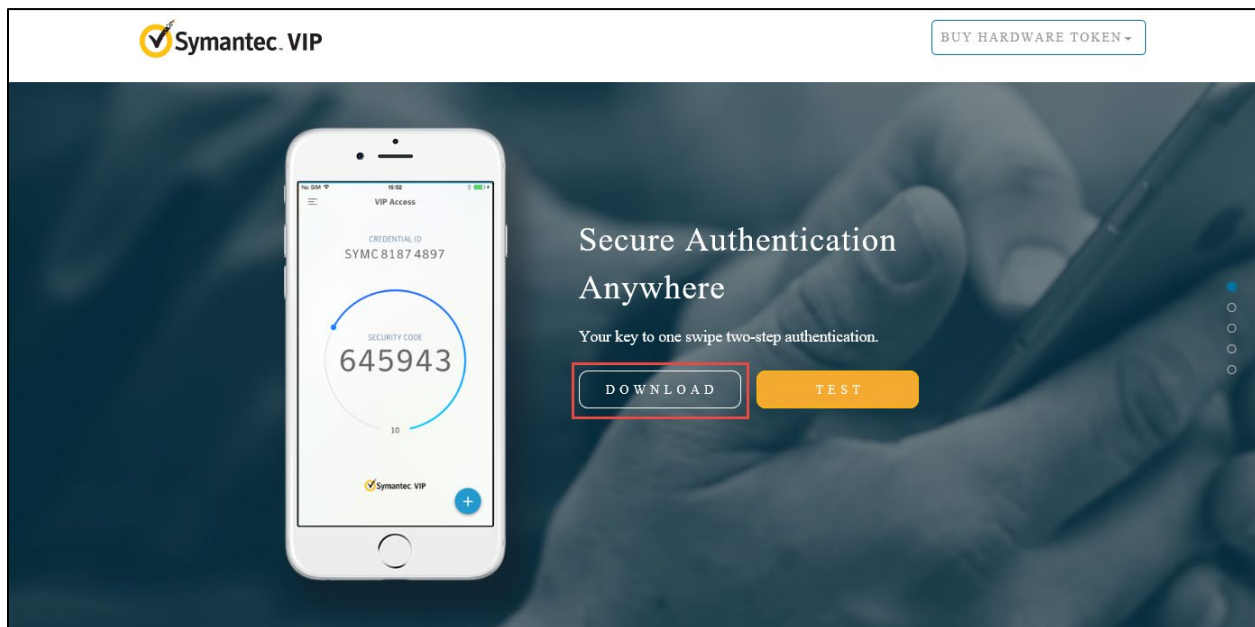 Symantec. VIP
BUY HARDWARE TOKEN
No SIM 15:52
VIP Access
CREDENTIAL ID
SYMC 8187 4897
SECURITY CODE
645943
10
Symantec. VIP
+
Secure Authentication
Anywhere
Your key to one swipe two-step authentication.
DOWNLOAD
TEST